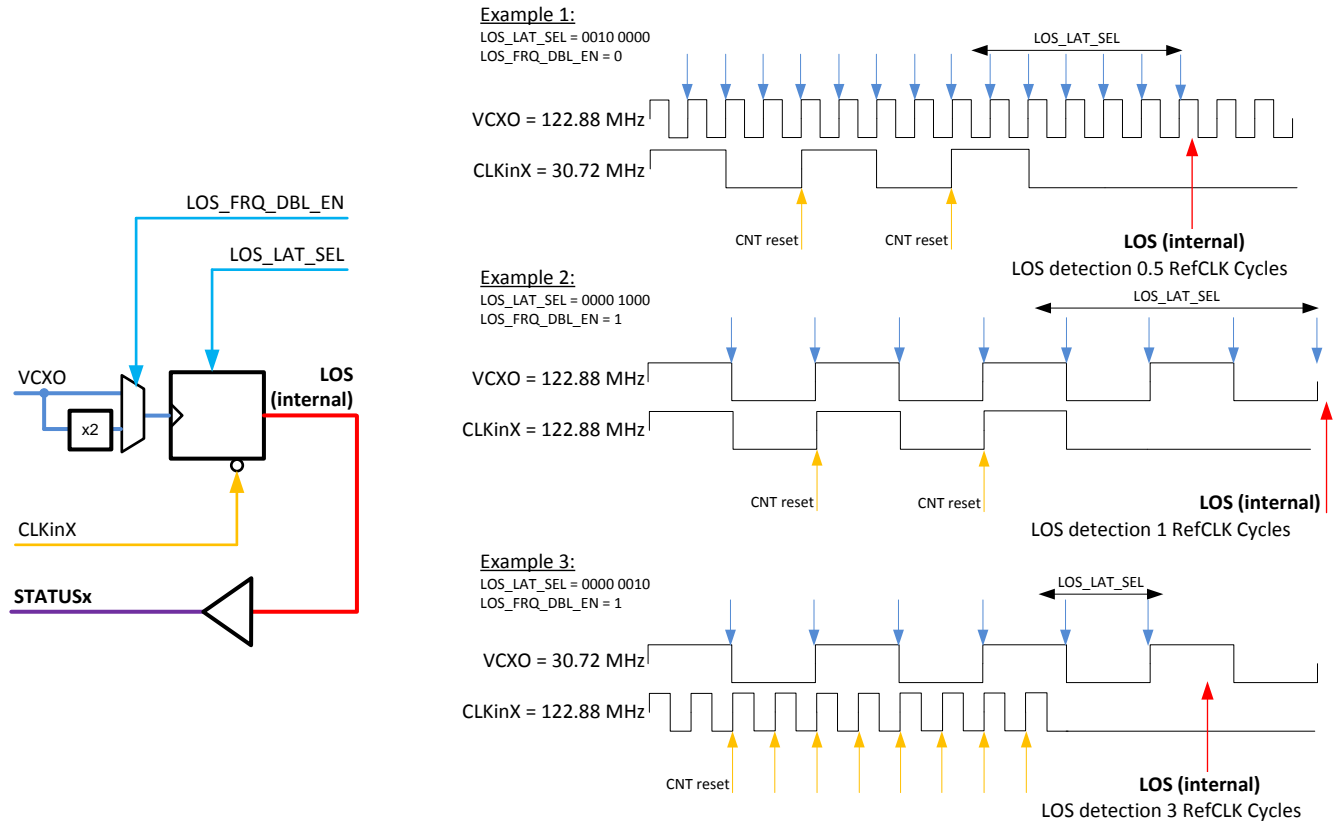 LOS_FRQ_DBL_EN
LOS_LAT_SEL
VCXO
x2
LOS
(internal)
CLKinX
STATUSx
Example 1:
LOS_LAT_SEL = 0010 0000
LOS_FRQ_DBL_EN = 0
LOS_LAT_SEL
VCXO = 122.88 MHz
CLKinX = 30.72 MHz
CNT reset
CNT reset
LOS (internal)
LOS detection 0.5 RefCLK Cycles
Example 2:
LOS_LAT_SEL = 0000 1000
LOS_FRQ_DBL_EN = 1
LOS_LAT_SEL
VCXO = 122.88 MHz
CLKinX = 122.88 MHz
CNT reset
CNT reset
LOS (internal)
LOS detection 1 RefCLK Cycles
Example 3:
LOS_LAT_SEL = 0000 0010
LOS_FRQ_DBL_EN = 1
LOS_LAT_SEL
VCXO = 30.72 MHz
CLKinX = 122.88 MHz
CNT reset
LOS (internal)
LOS detection 3 RefCLK Cycles